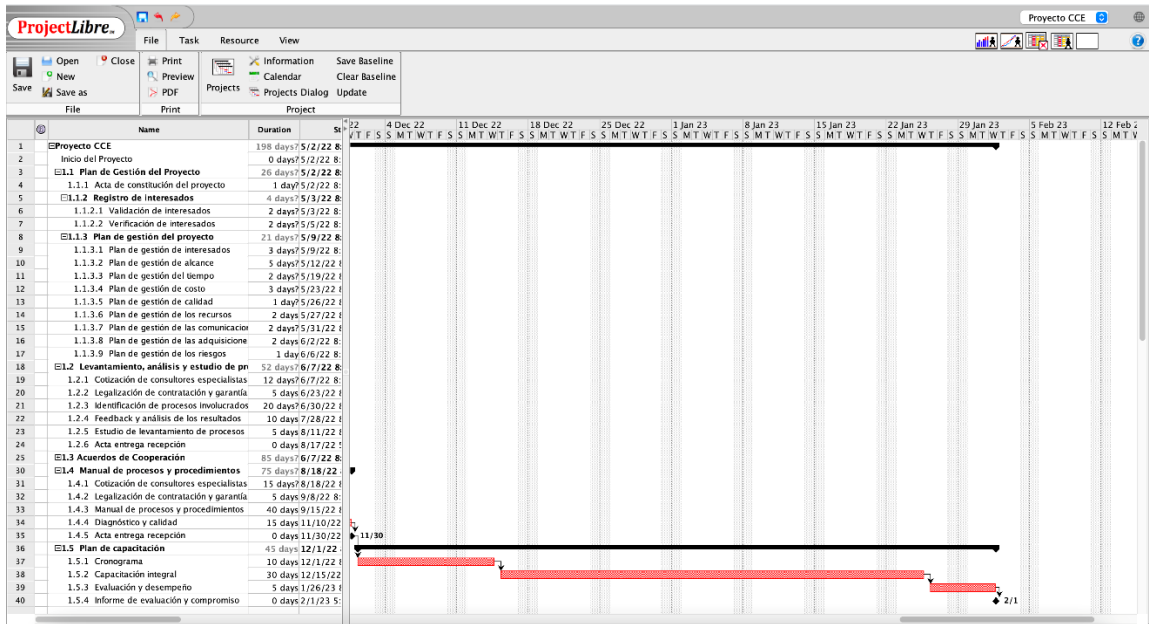 ProjectLibre
Proyecto CCE
File Task Resource View
Save
Open
New
Save as
Close
File
Print
Preview
PDF
Print
Projects
Information
Calendar
Projects Dialog
Save Baseline
Clear Baseline
Update
Project
Name Duration St
22 4 Dec 22 11 Dec 22 18 Dec 22 25 Dec 22 1 Jan 23 8 Jan 23 15 Jan 23 22 Jan 23 29 Jan 23 5 Feb 23 12 Feb 2
T F S S M T W T F S S M T W T F S S M T W T F S S M T W T F S S M T W T F S S M T W T F S S M T W T F S S M T W T F S S M T W T F S S M T W T F S S M T
1 Proyecto CCE 198 days? 5/2/22 8:
2 Inicio del Proyecto 0 days? 5/2/22 8:
3 1.1 Plan de Gestión del Proyecto 26 days? 5/2/22 8:
4 1.1.1 Acta de constitución del proyecto 1 day? 5/2/22 8:
5 1.1.2 Registro de interesados 4 days? 5/3/22 8:
6 1.1.2.1 Validación de interesados 2 days? 5/3/22 8:
7 1.1.2.2 Verificación de interesados 2 days? 5/5/22 8:
8 1.1.3 Plan de gestión del proyecto 21 days? 5/9/22 8:
9 1.1.3.1 Plan de gestión de interesados 3 days? 5/9/22 8:
10 1.1.3.2 Plan de gestión de alcance 5 days? 5/12/22
11 1.1.3.3 Plan de gestión del tiempo 2 days? 5/19/22
12 1.1.3.4 Plan de gestión de costo 3 days? 5/23/22
13 1.1.3.5 Plan de gestión de calidad 1 day? 5/26/22
14 1.1.3.6 Plan de gestión de los recursos 2 days 5/27/22
15 1.1.3.7 Plan de gestión de las comunicacior 2 days? 5/31/22
16 1.1.3.8 Plan de gestión de las adquisicione 2 days 6/2/22 8:
17 1.1.3.9 Plan de gestión de los riesgos 1 day 6/6/22 8:
18 1.2 Levantamiento, análisis y estudio de pr 52 days? 6/7/22 8:
19 1.2.1 Cotización de consultores especialistas 12 days? 6/7/22 8:
20 1.2.2 Legalización de contratación y garantía 5 days 6/23/22
21 1.2.3 Identificación de procesos involucrados 20 days? 6/30/22
22 1.2.4 Feedback y análisis de los resultados 10 days 7/28/22
23 1.2.5 Estudio de levantamiento de procesos 5 days 8/11/22
24 1.2.6 Acta entrega recepción 0 days 8/17/22
25 1.3 Acuerdos de Cooperación 85 days? 6/7/22 8:
30 1.4 Manual de procesos y procedimientos 75 days? 8/18/22
31 1.4.1 Cotización de consultores especialistas 15 days? 8/18/22
32 1.4.2 Legalización de contratación y garantía 5 days 9/8/22 8:
33 1.4.3 Manual de procesos y procedimientos 40 days 9/15/22
34 1.4.4 Diagnóstico y calidad 15 days 11/10/22
35 1.4.5 Acta entrega recepción 0 days 11/30/22 11/30
36 1.5 Plan de capacitación 45 days 12/1/22
37 1.5.1 Cronograma 10 days 12/1/22
38 1.5.2 Capacitación integral 30 days 12/15/22
39 1.5.3 Evaluación y desempeño 5 days 1/26/23
40 1.5.4 Informe de evaluación y compromiso 0 days 2/1/23 5: 2/1